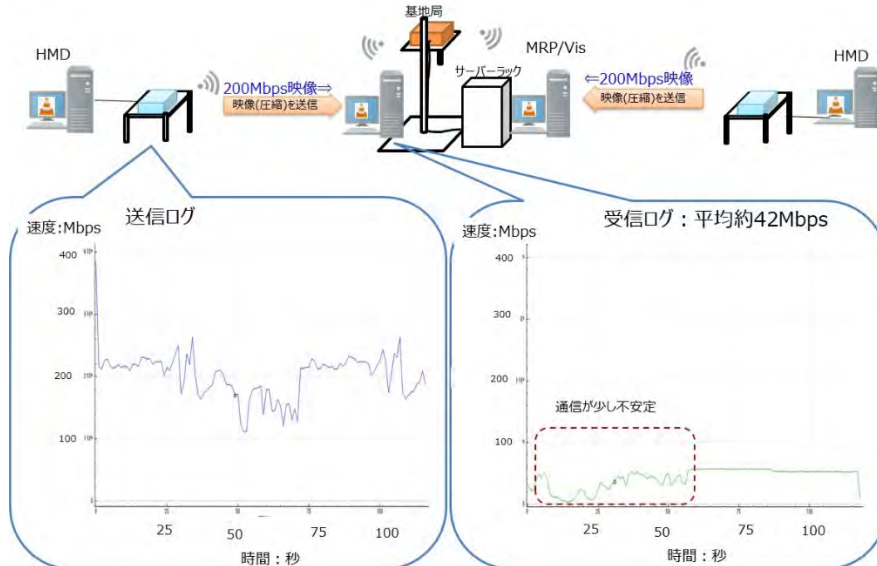 基地局
HMD
MRP/Vis
HMD
サーバーラック
200Mbps映像⇒
⇐200Mbps映像
映像(圧縮)を送信
映像(圧縮)を送信
送信ログ
速度:Mbps
400
300
200
100
25
50
75
100
時間：秒
受信ログ：平均約42Mbps
速度:Mbps
400
300
200
100
通信が少し不安定
25
50
75
100
時間：秒